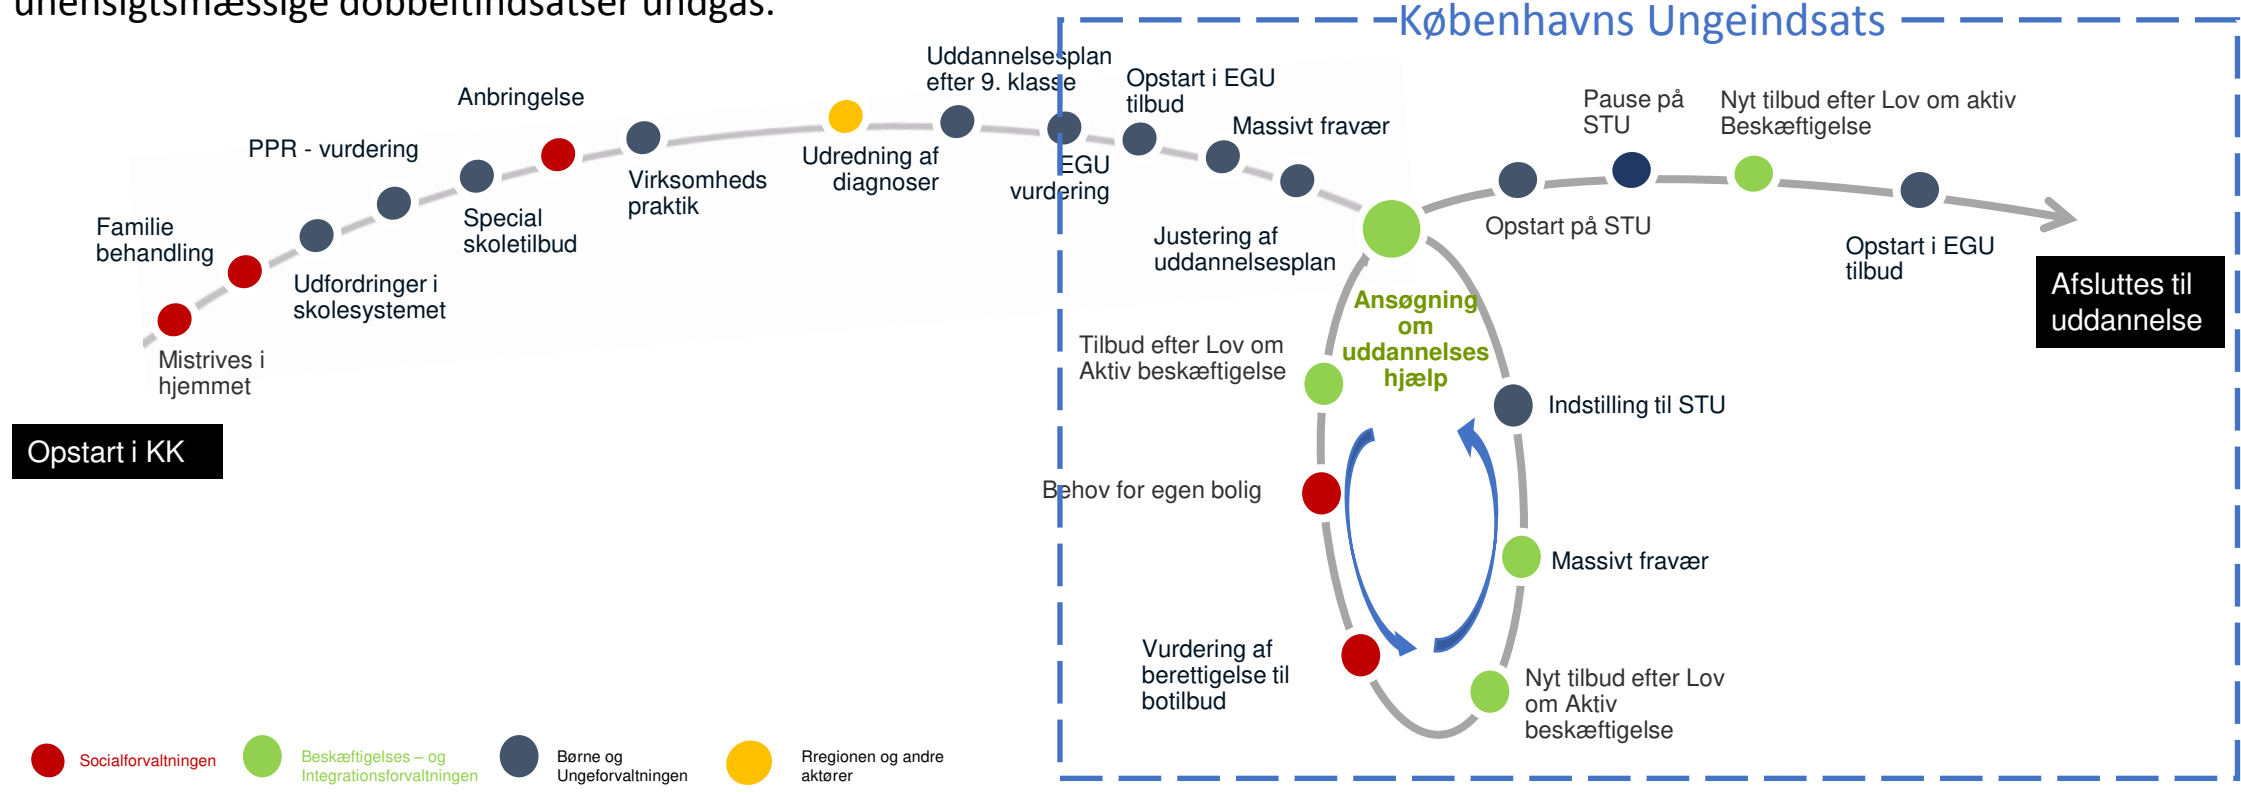 unensigtsmæssige dobbeltindsatser undgås.
Københavns Ungeindsats
Uddannelsesplan
efter 9. klasse
Opstart i EGU
tilbud
Anbringelse
Massivt fravær
Pause på
STU
Nyt tilbud efter Lov om aktiv
Beskæftigelse
PPR - vurdering
Udredning af
diagnoser
EGU
vurdering
Virksomheds
praktik
Special
skoletilbud
Familie
behandling
Udfordringer i
skolesystemet
Justering af
uddannelsesplan
Opstart på STU
Opstart i EGU
tilbud
Afsluttes til
uddannelse
Mistrives i
hjemmet
Ansøgning
om
uddannelses
hjælp
Tilbud efter Lov om
Aktiv beskæftigelse
Indstilling til STU
Opstart i KK
Behov for egen bolig
Massivt fravær
Vurdering af
berettigelse til
botilbud
Nyt tilbud efter Lov
om Aktiv
beskæftigelse
Socialforvaltningen
Beskæftigelses – og
Integrationsforvaltningen
Børne og
Ungeforvaltningen
Rregionen og andre
aktører